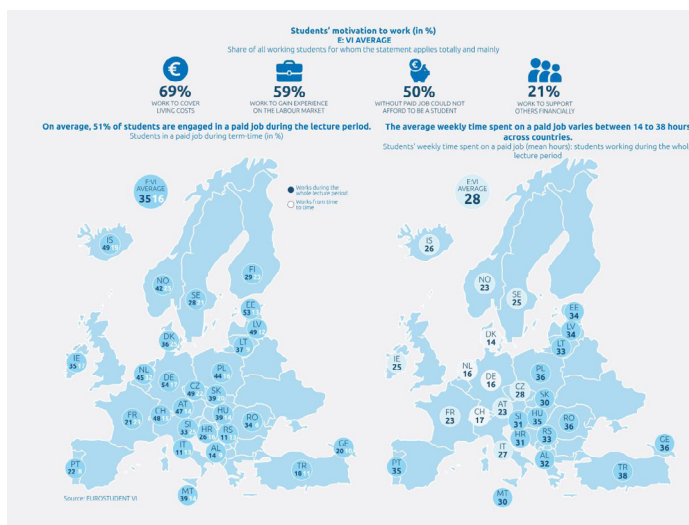 Students' motivation to work (in %)
E: VI AVERAGE
Share of all working students for whom the statement applies totally and mainly
69%
WORK TO COVER
LIVING COSTS
59%
WORK TO GAIN EXPERIENCE
ON THE LABOUR MARKET
50%
WITHOUT PAID JOB COULD NOT
AFFORD TO BE A STUDENT
21%
WORK TO SUPPORT
OTHERS FINANCIALLY
On average, 51% of students are engaged in a paid job during the lecture period.
Students in a paid job during term-time (in %)
E:VI
AVERAGE
35 16
Works during the
whole lecture period
Works from time
to time
IS
49
NO
42
SE
28
FI
29
EE
53
LV
49
LT
37
DK
36
IE
35
NL
45
DE
54
PL
44
CZ
49
SK
39
AT
47
CH
48
FR
21
HU
39
SI
33
HR
26
RS
11
RO
34
IT
11
AL
14
GE
30
TR
18
PT
22
MT
39
Source: EUROSTUDENT VI
The average weekly time spent on a paid job varies between 14 to 38 hours
across countries.
Students' weekly time spent on a paid job (mean hours): students working during the whol
lecture period
E:VI
AVERAGE
28
IS
26
NO
23
SE
25
EE
34
LV
34
LT
33
DK
14
IE
25
NL
16
DE
16
PL
36
CZ
28
SK
30
AT
23
CH
17
FR
23
SI
31
HU
35
HR
31
RS
33
RO
36
IT
27
AL
32
GE
36
TR
38
PT
35
MT
30